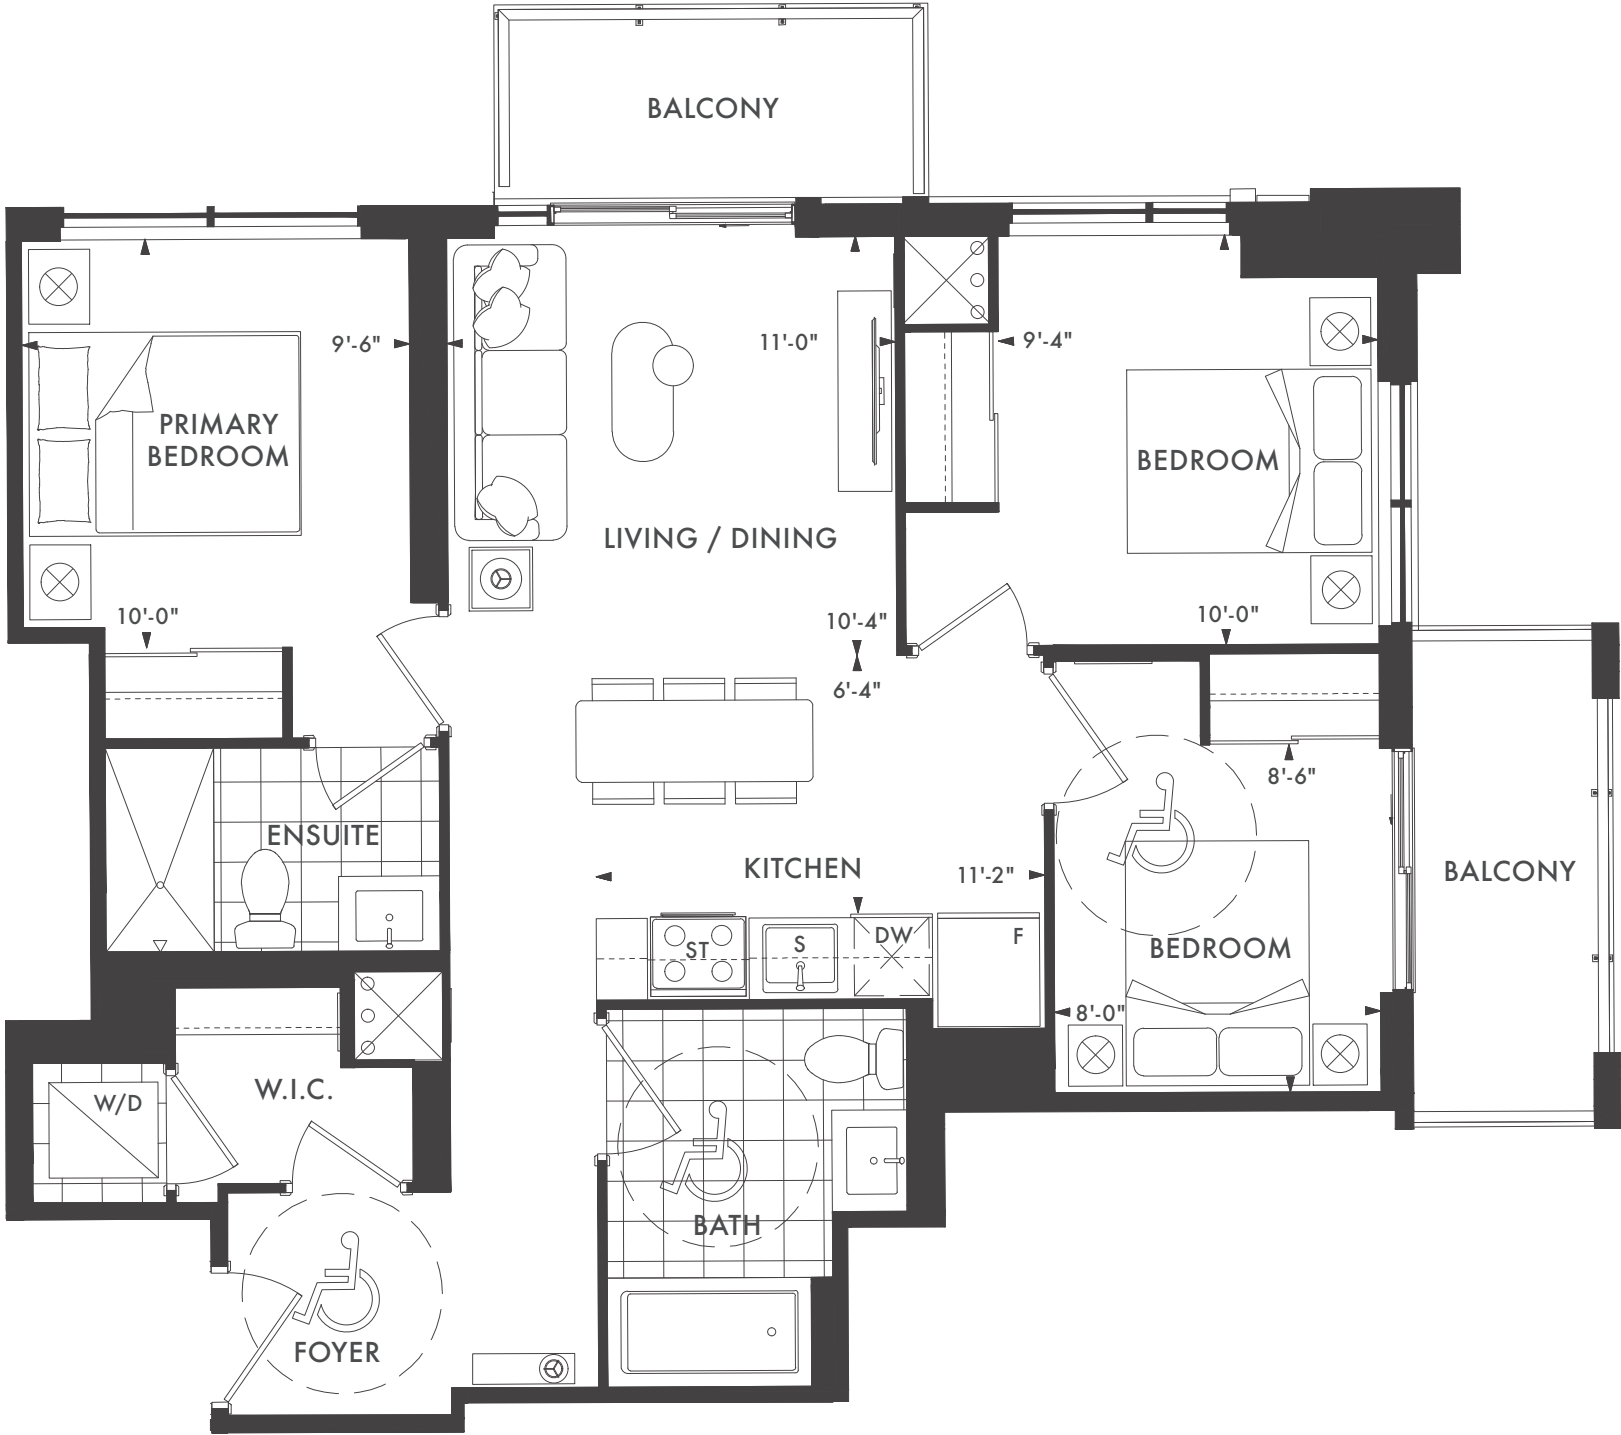 BALCONY
9'-6"
11'-0"
9'-4"
PRIMARY
BEDROOM
BEDROOM
LIVING / DINING
10'-0"
10'-4"
10'-0"
6'-4"
8'-6"
ENSUITE
KITCHEN
11'-2"
BALCONY
ST
S
DW
F
BEDROOM
8'-0"
W.I.C.
W/D
BATH
FOYER